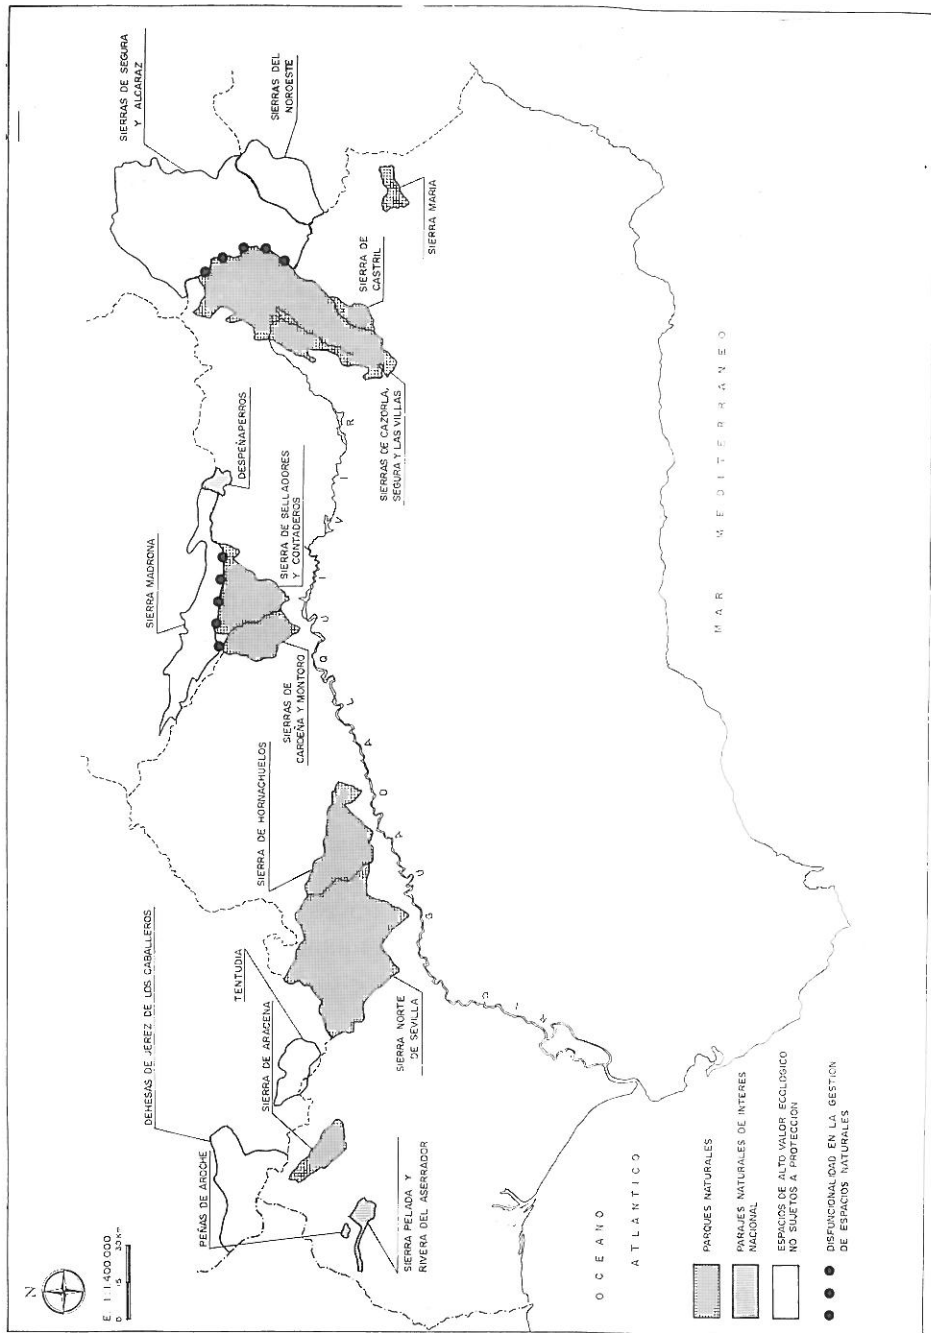 N
E. 1:1.400.000
0 15 30 Km
PEÑAS DE AROCHE
DEHESAS DE JEREZ DE LOS CABALLEROS
SIERRA DE ARACENA
TENTUDIA
SIERRA DE HORNACHUELOS
SIERRA MADRONA
DESPEÑAPERROS
SIERRAS DE SEGURA
Y ALCARAZ
SIERRAS DEL
NOROESTE
SIERRA PELADA Y
RIVERA DEL ASERRADOR
SIERRA NORTE
DE SEVILLA
SIERRAS DE
CARDEÑA Y MONTORO
SIERRA DE SELLADORES
Y CONTADEROS
SIERRAS DE CAZORLA,
SEGURA Y LAS VILLAS
SIERRA DE
CASTRIL
SIERRA MARIA
RIO GUADALQUIVIR
OCEANO
ATLANTICO
MAR MEDITERRANEO
PARQUES NATURALES
PARAJES NATURALES DE INTERES
NACIONAL
ESPACIOS DE ALTO VALOR ECOLOGICO
NO SUJETOS A PROTECCION
DISFUNCIONALIDAD EN LA GESTION
DE ESPACIOS NATURALES